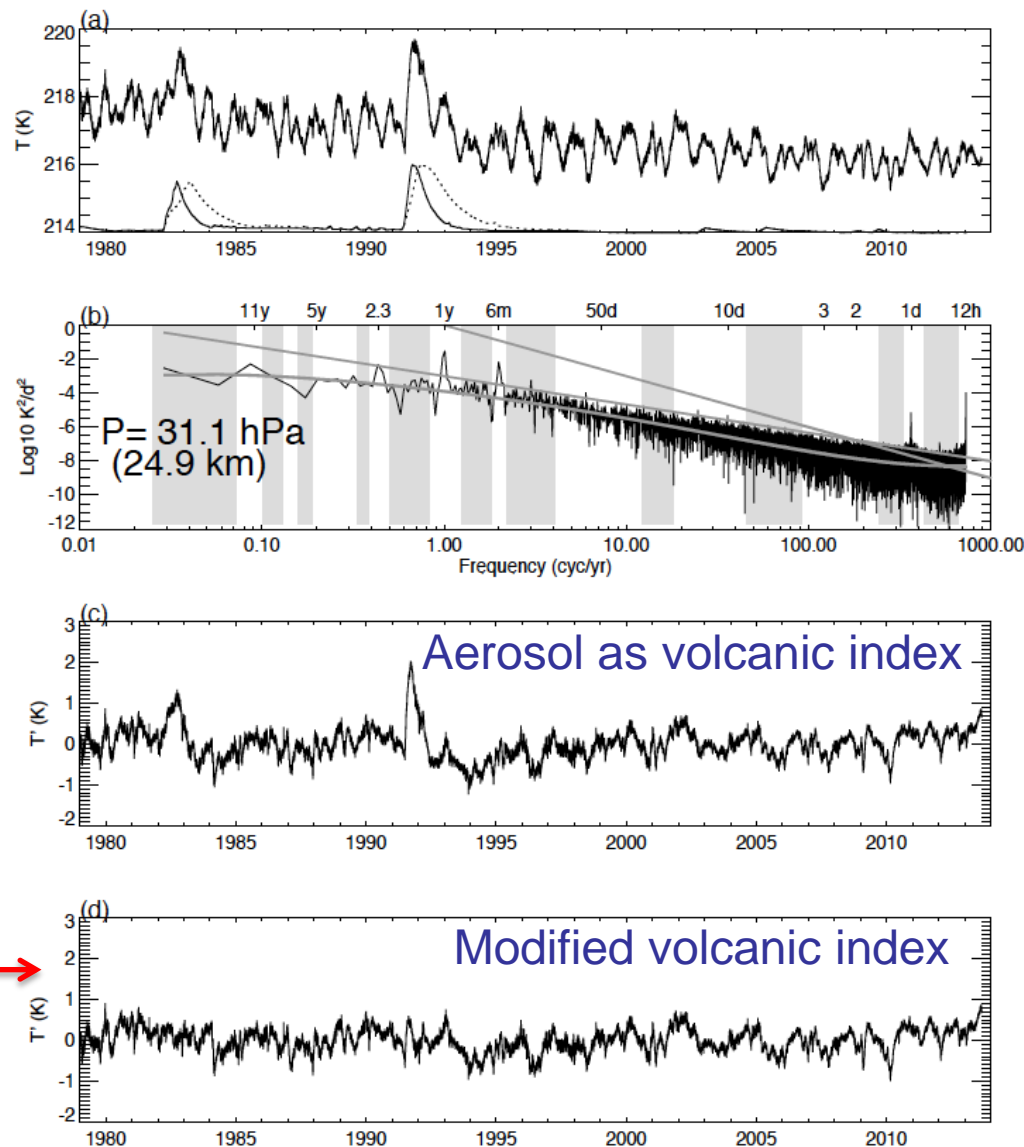 (a)
220
218
216
214
T (K)
1980 1985 1990 1995 2000 2005 2010
(b)
11y 5y 2.3 1y 6m 50d 10d 3 2 1d 12h
0
-2
-4
-6
-8
-10
-12
Log10 K²/d²
P= 31.1 hPa
(24.9 km)
0.01 0.10 1.00 10.00 100.00 1000.00
Frequency (cyc/yr)
(c)
3
2
1
0
-1
-2
T' (K)
Aerosol as volcanic index
1980 1985 1990 1995 2000 2005 2010
(d)
3
2
1
0
-1
-2
T' (K)
Modified volcanic index
1980 1985 1990 1995 2000 2005 2010